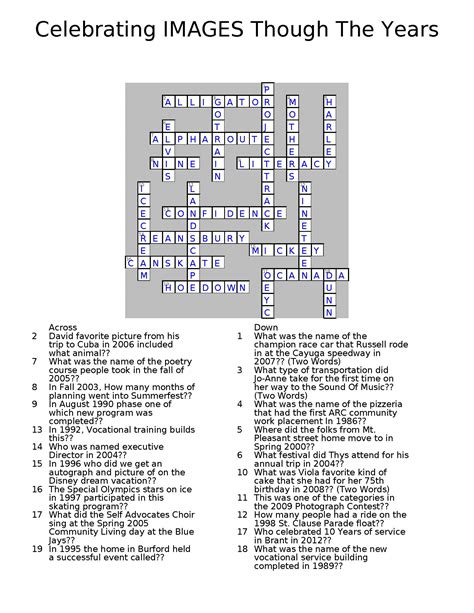 Celebrating IMAGES Though The Years
P
ALLIGATOR M H
O O O A
E T J T R
ALPHAROUTE H L
V A C E E
NINE I LITERACY
S N T S
I L R N
C A A I
E CONFIDENCE N
C D K E
REANSBURY T
E C MICKEY
CANSKATE E
M P OCANADA
HOEDOWN E U
Y N
C N
Across
2 David favorite picture from his
trip to Cuba in 2006 included
what animal??
7 What was the name of the poetry
course people took in the fall of
2005??
8 In Fall 2003, How many months of
planning went into Summerfest??
9 In August 1990 phase one of
which new program was
completed??
13 In 1992, Vocational training builds
this??
14 Who was named executive
Director in 2004??
15 In 1996 who did we get an
autograph and picture of on the
Disney dream vacation??
16 The Special Olympics stars on ice
in 1997 participated in this
skating program??
17 What did the Self Advocates Choir
sing at the Spring 2005
Community Living day at the Blue
Jays??
19 In 1995 the home in Burford held
a successful event called??
Down
1 What was the name of the
champion race car that Russell rode
in at the Cayuga speedway in
2007?? (Two Words)
3 What type of transportation did
Jo-Anne take for the first time on
her way to the Sound Of Music??
(Two Words)
4 What was the name of the pizzeria
that had the first ARC community
work placement In 1986??
5 Where did the folks from Mt.
Pleasant street home move to in
Spring 2000??
6 What festival did Thys attend for his
annual trip in 2004??
10 What was Viola favorite kind of
cake that she had for her 75th
birthday in 2008?? (Two Words)
11 This was one of the categories in
the 2009 Photograph Contest??
12 How many people had a ride on the
1998 St. Clause Parade float??
17 Who celebrated 10 Years of service
in Brant in 2012??
18 What was the name of the new
vocational service building
completed in 1989??